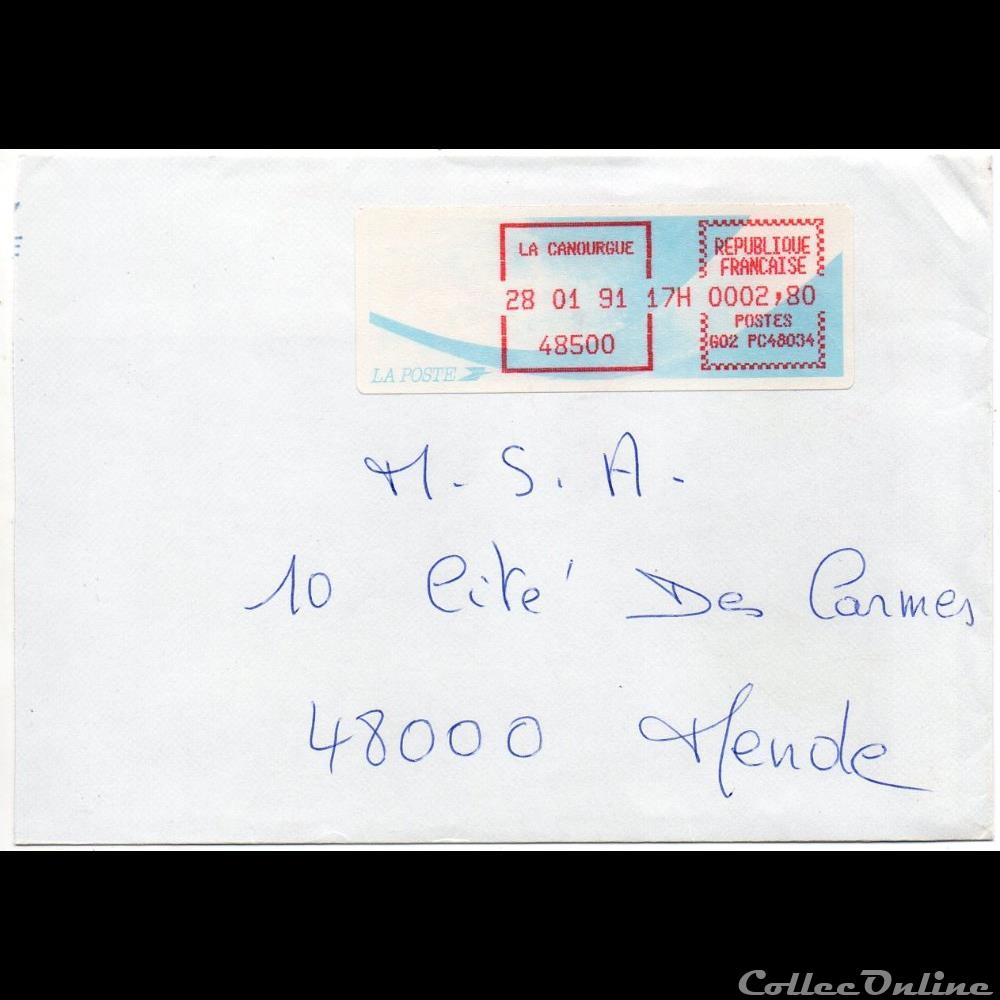 LA CANOURGUE
REPUBLIQUE
FRANCAISE
28 01 91 17H 0002,80
POSTES
48500
G02 PC48034
LA POSTE
M. S. A.
10 Cité Des Carmes
48000 Mende
CollecOnline